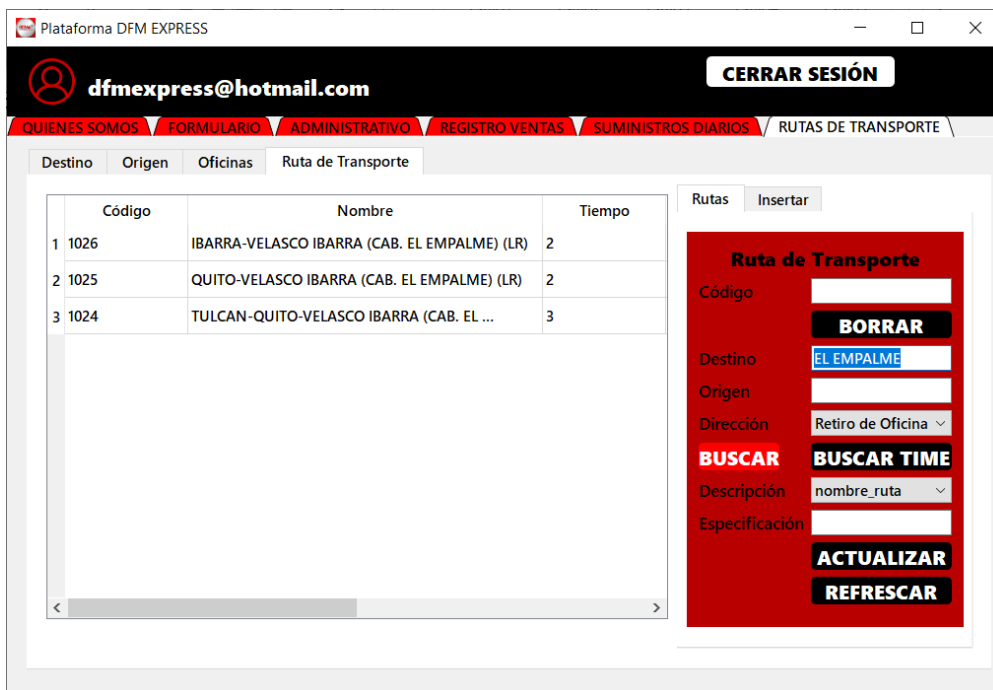 Plataforma DFM EXPRESS
dfmexpress@hotmail.com
CERRAR SESIÓN
QUIENES SOMOS FORMULARIO ADMINISTRATIVO REGISTRO VENTAS SUMINISTROS DIARIOS RUTAS DE TRANSPORTE
Destino Origen Oficinas Ruta de Transporte
Código Nombre Tiempo
1 1026 IBARRA-VELASCO IBARRA (CAB. EL EMPALME) (LR) 2
2 1025 QUITO-VELASCO IBARRA (CAB. EL EMPALME) (LR) 2
3 1024 TULCAN-QUITO-VELASCO IBARRA (CAB. EL ... 3
Rutas Insertar
Ruta de Transporte
Código
BORRAR
Destino EL EMPALME
Origen
Dirección Retiro de Oficina
BUSCAR BUSCAR TIME
Descripción nombre_ruta
Especificación
ACTUALIZAR
REFRESCAR